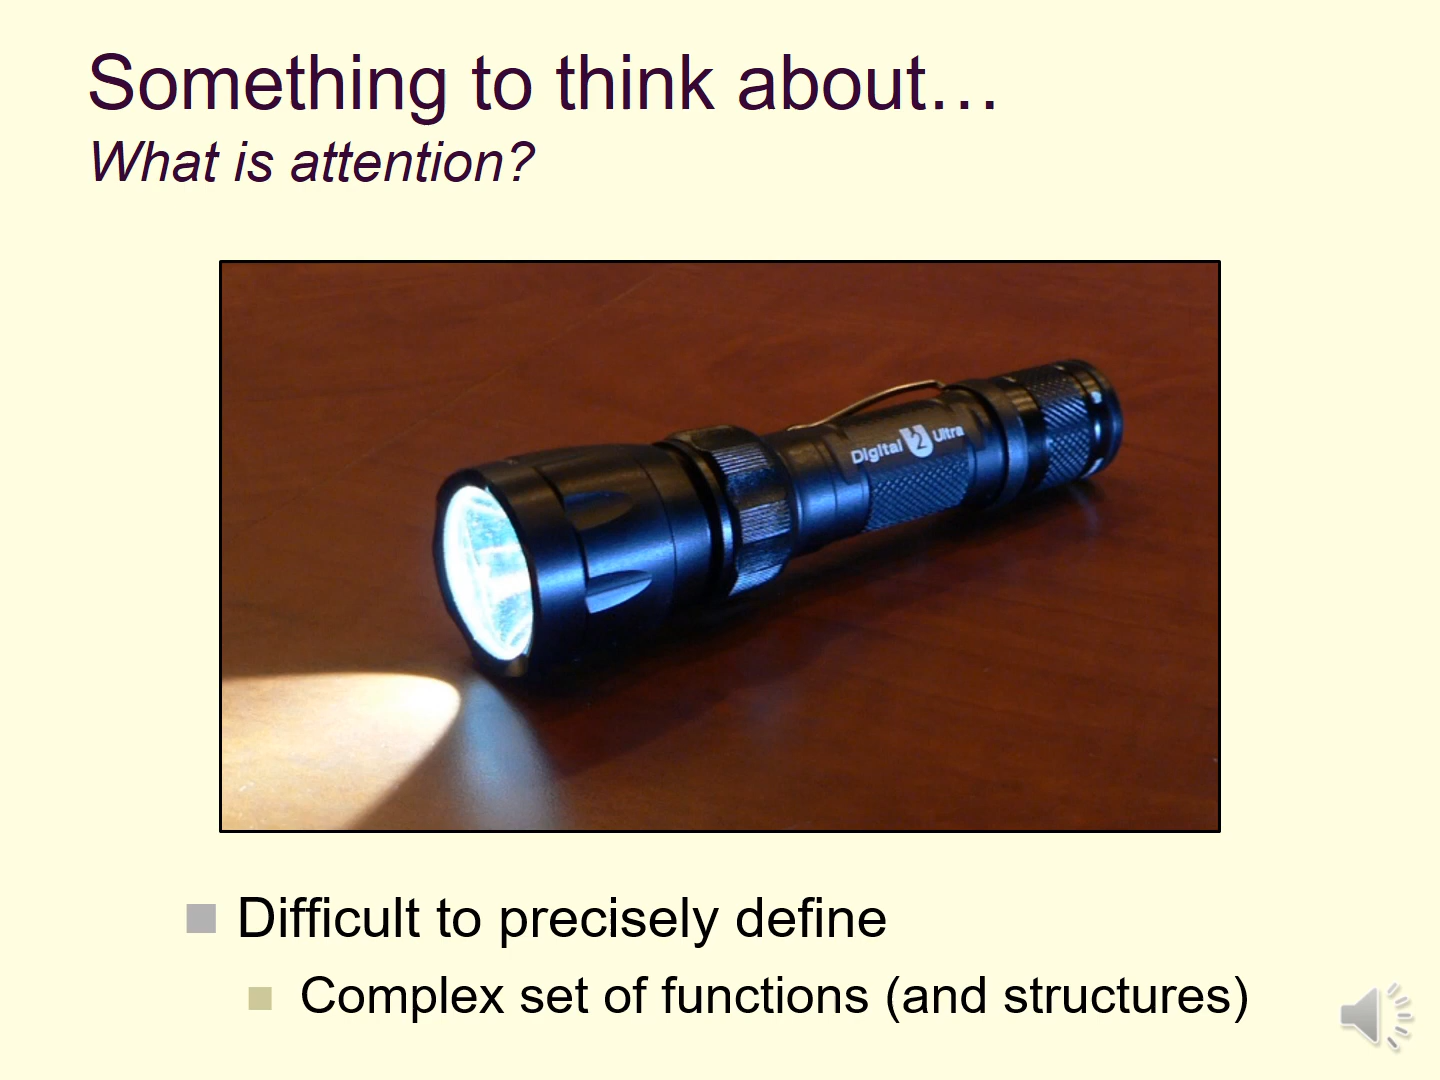 Something to think about…
What is attention?
Digital 2 Ultra
Difficult to precisely define
Complex set of functions (and structures)